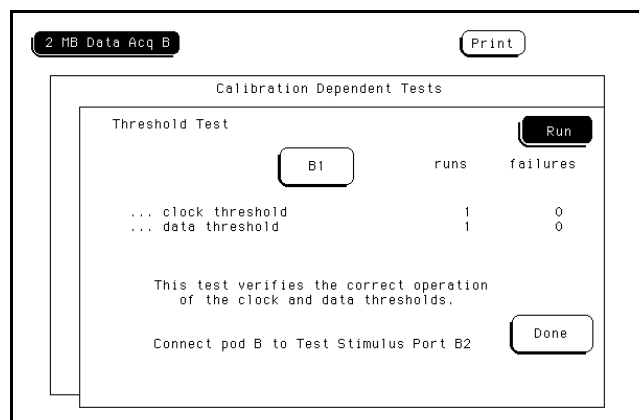 2 MB Data Acq B
Print
Calibration Dependent Tests
Threshold Test
Run
B1
runs failures
... clock threshold 1 0
... data threshold 1 0
This test verifies the correct operation
of the clock and data thresholds.
Done
Connect pod B to Test Stimulus Port B2